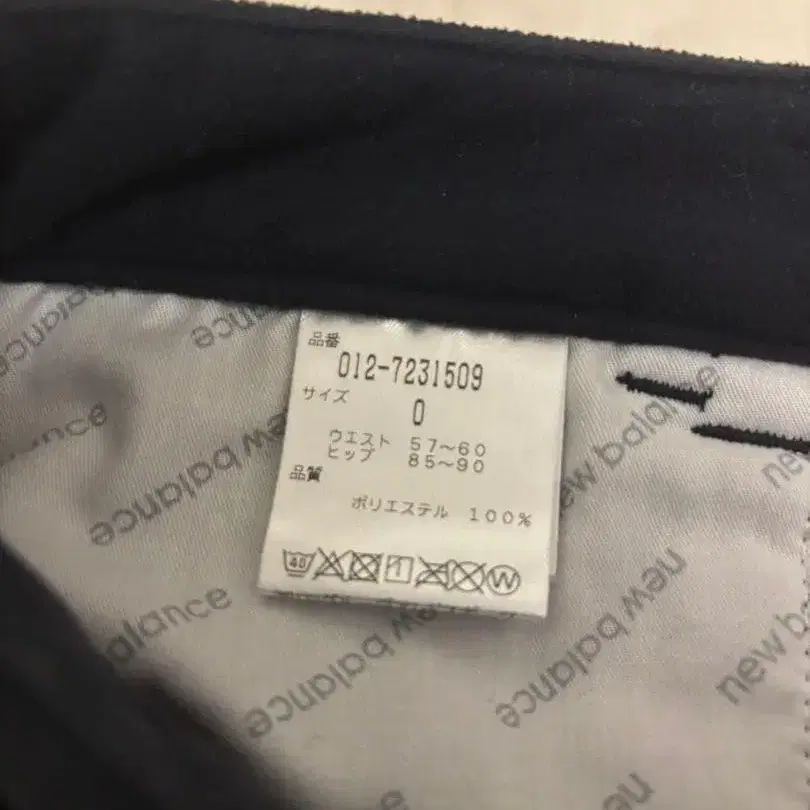 品番
012-7231509
サイズ
0
ウエスト 57~60
ヒップ 85~90
品質
ポリエステル 100%
40 1 W
new balance
new balance
new balance
new balance
new balance